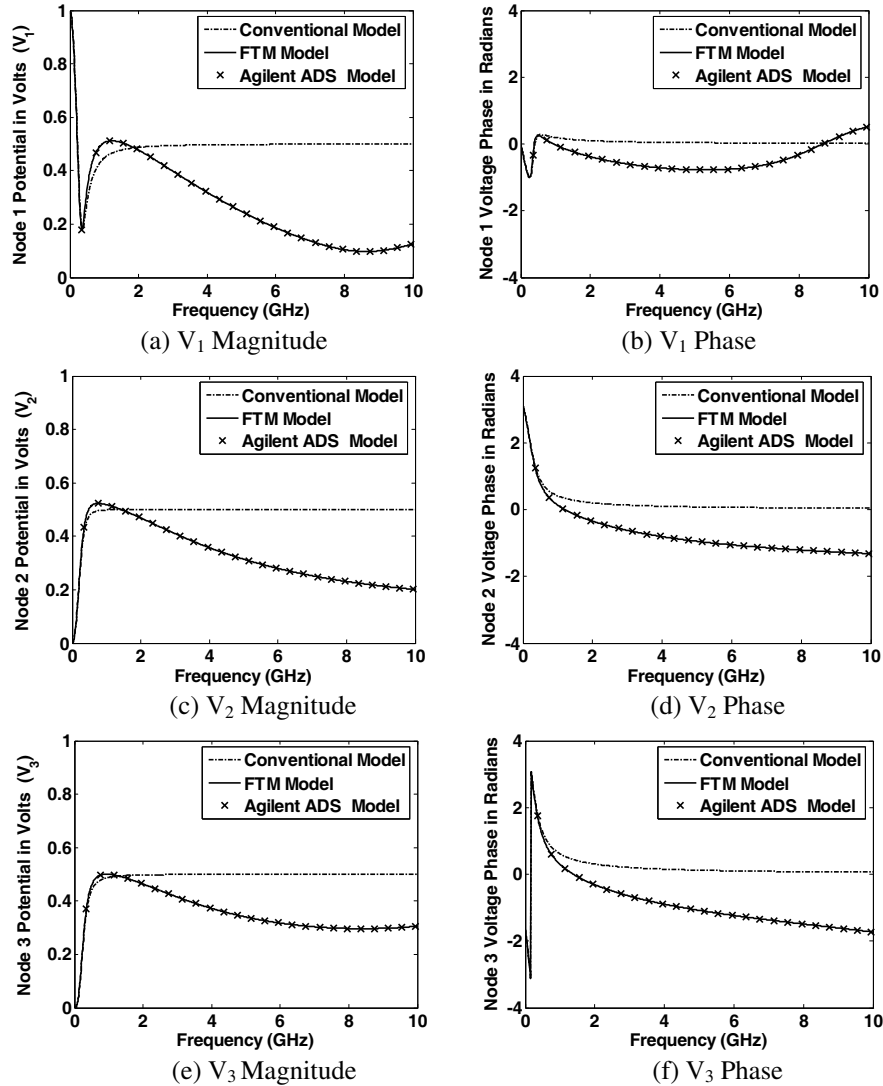 Node 1 Potential in Volts (V1)
1
0.8
0.6
0.4
0.2
0
0 2 4 6 8 10
Frequency (GHz)
Conventional Model
FTM Model
Agilent ADS Model
(a) V1 Magnitude
Node 1 Voltage Phase in Radians
4
2
0
-2
-4
0 2 4 6 8 10
Frequency (GHz)
Conventional Model
FTM Model
Agilent ADS Model
(b) V1 Phase
Node 2 Potential in Volts (V2)
1
0.8
0.6
0.4
0.2
0
0 2 4 6 8 10
Frequency (GHz)
Conventional Model
FTM Model
Agilent ADS Model
(c) V2 Magnitude
Node 2 Voltage Phase in Radians
4
2
0
-2
-4
0 2 4 6 8 10
Frequency (GHz)
Conventional Model
FTM Model
Agilent ADS Model
(d) V2 Phase
Node 3 Potential in Volts (V3)
1
0.8
0.6
0.4
0.2
0
0 2 4 6 8 10
Frequency (GHz)
Conventional Model
FTM Model
Agilent ADS Model
(e) V3 Magnitude
Node 3 Voltage Phase in Radians
4
2
0
-2
-4
0 2 4 6 8 10
Frequency (GHz)
Conventional Model
FTM Model
Agilent ADS Model
(f) V3 Phase